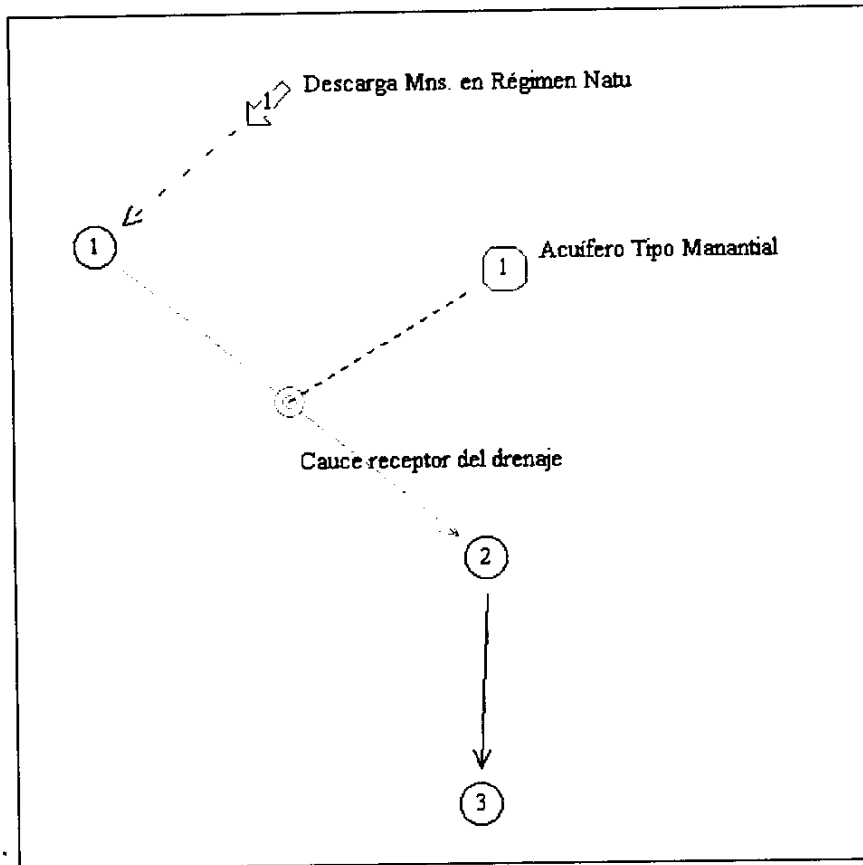 1
Descarga Mns. en Régimen Natu
1
1
Acuífero Tipo Manantial
Cauce receptor del drenaje
2
3